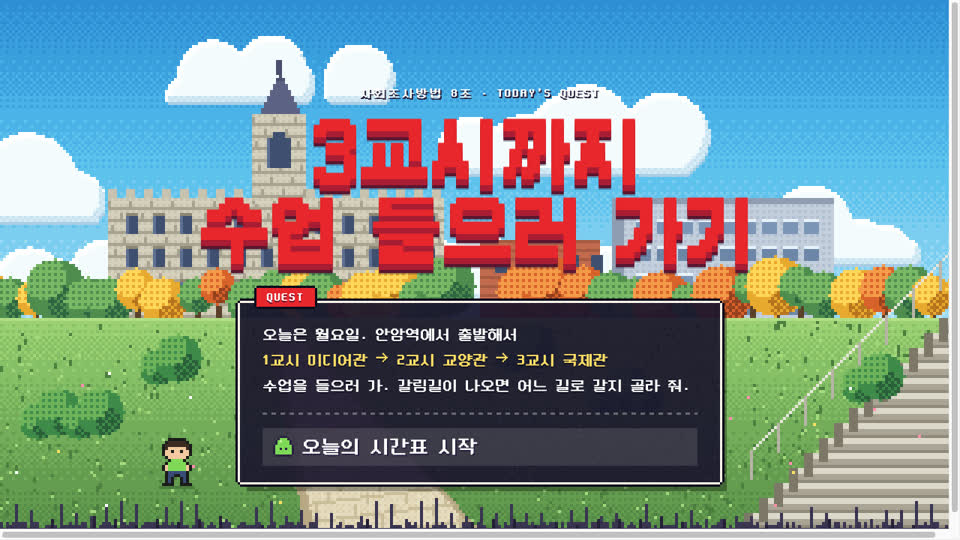 사회조사방법 8조 · TODAY'S QUEST
3교시까지
수업 들으러 가기
QUEST
오늘은 월요일. 안암역에서 출발해서
1교시 미디어관 → 2교시 교양관 → 3교시 국제관
수업을 들으러 가. 갈림길이 나오면 어느 길로 갈지 골라 줘.
오늘의 시간표 시작